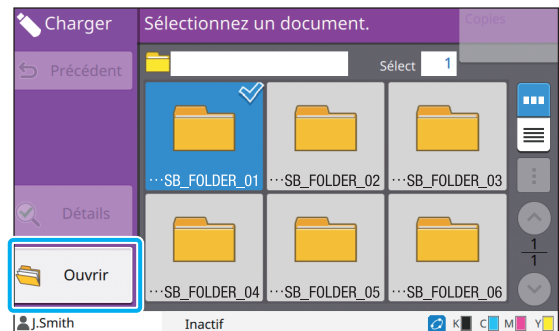 Charger
Sélectionnez un document.
Copies
Précédent
Sélect 1
···SB_FOLDER_01
···SB_FOLDER_02
···SB_FOLDER_03
Détails
1
1
Ouvrir
···SB_FOLDER_04
···SB_FOLDER_05
···SB_FOLDER_06
J.Smith
Inactif
K C M Y